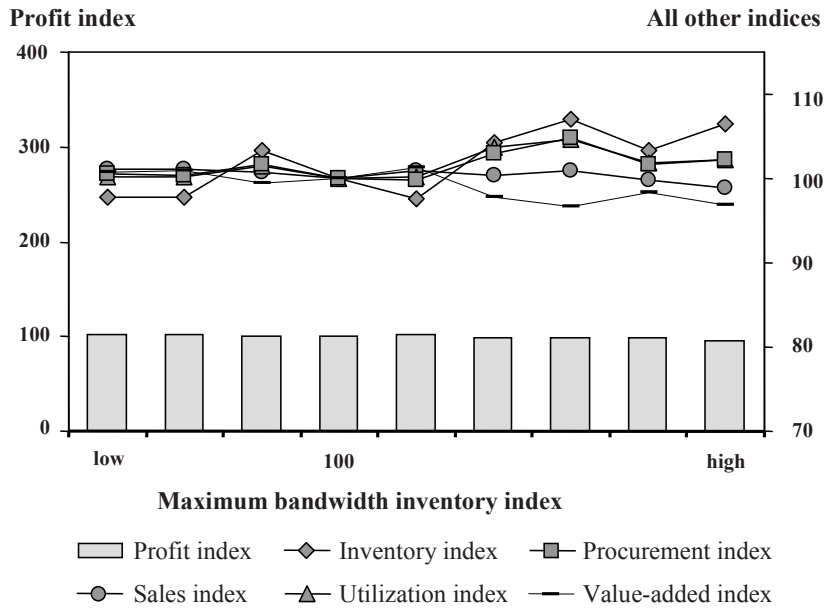 Profit index
All other indices
400
300
200
100
0
110
100
90
80
70
low
100
high
Maximum bandwidth inventory index
Profit index
Inventory index
Procurement index
Sales index
Utilization index
Value-added index